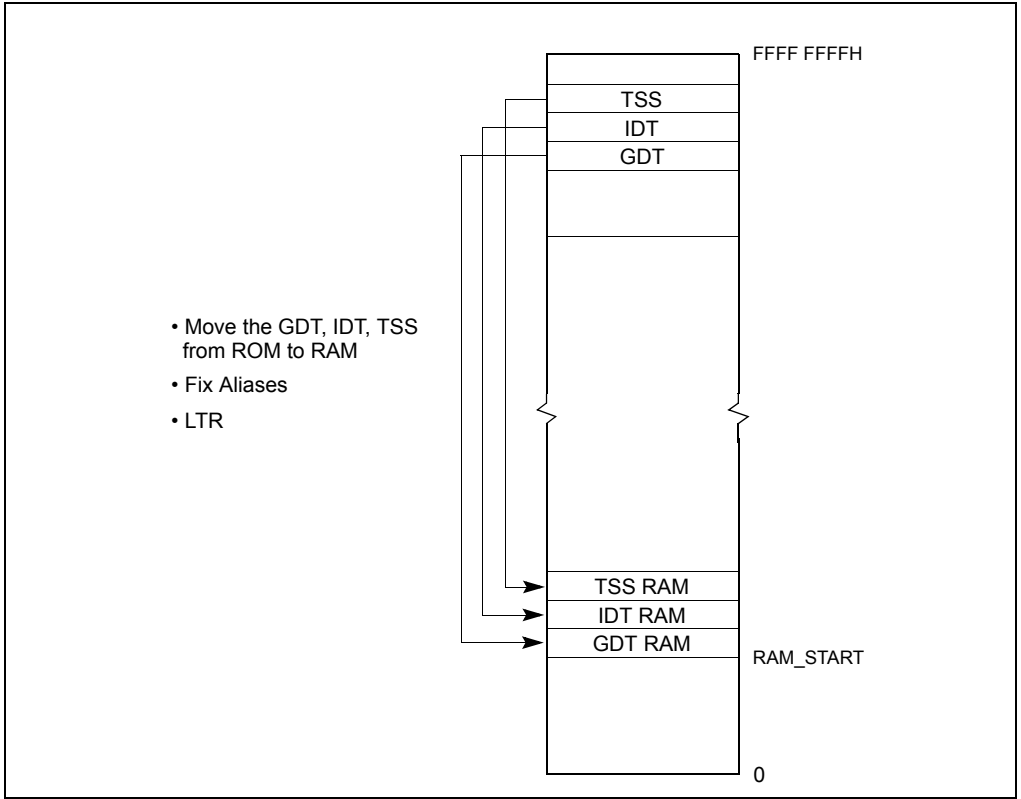 FFFF FFFFH
TSS
IDT
GDT
• Move the GDT, IDT, TSS
from ROM to RAM
• Fix Aliases
• LTR
TSS RAM
IDT RAM
GDT RAM
RAM_START
0